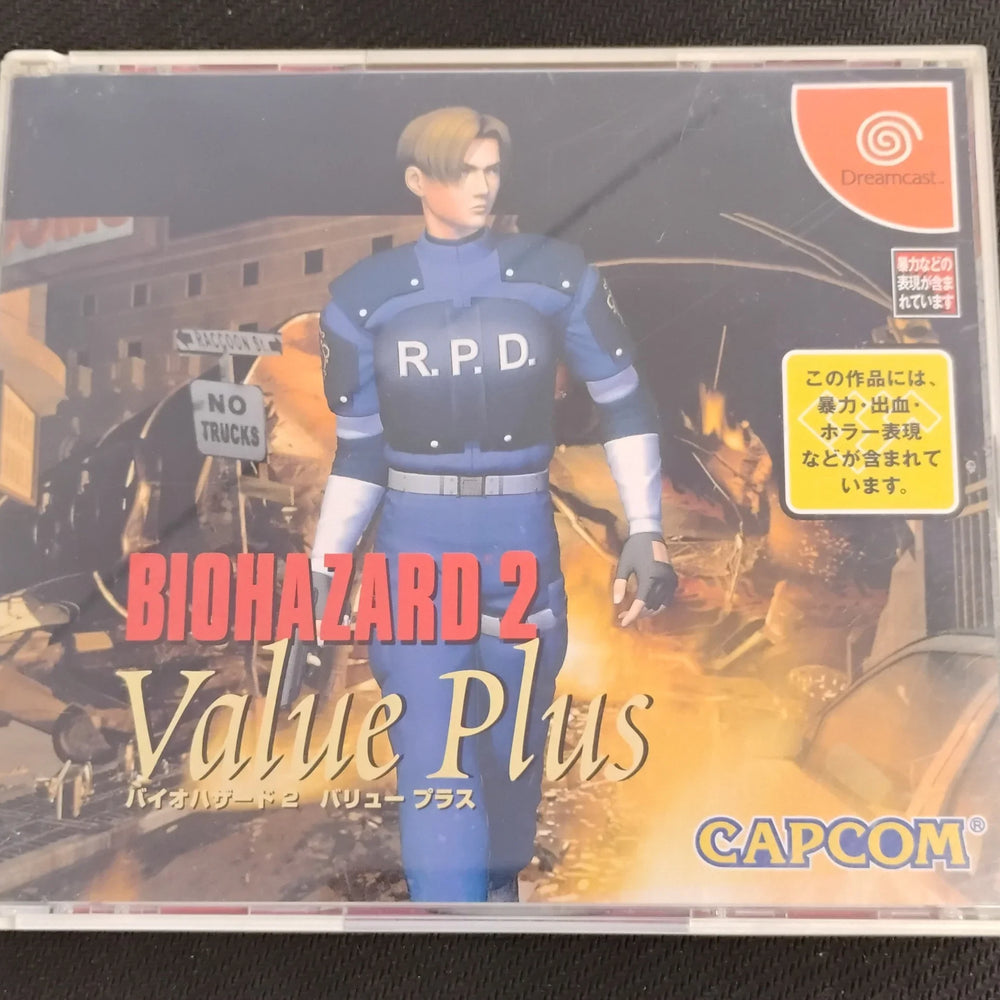 Dreamcast
暴力などの
表現が含ま
れています
この作品には、
暴力・出血・
ホラー表現
などが含まれて
います。
RACCOON St.
NO
TRUCKS
R.P.D.
BIOHAZARD 2
Value Plus
バイオハザード2 バリュー プラス
CAPCOM®